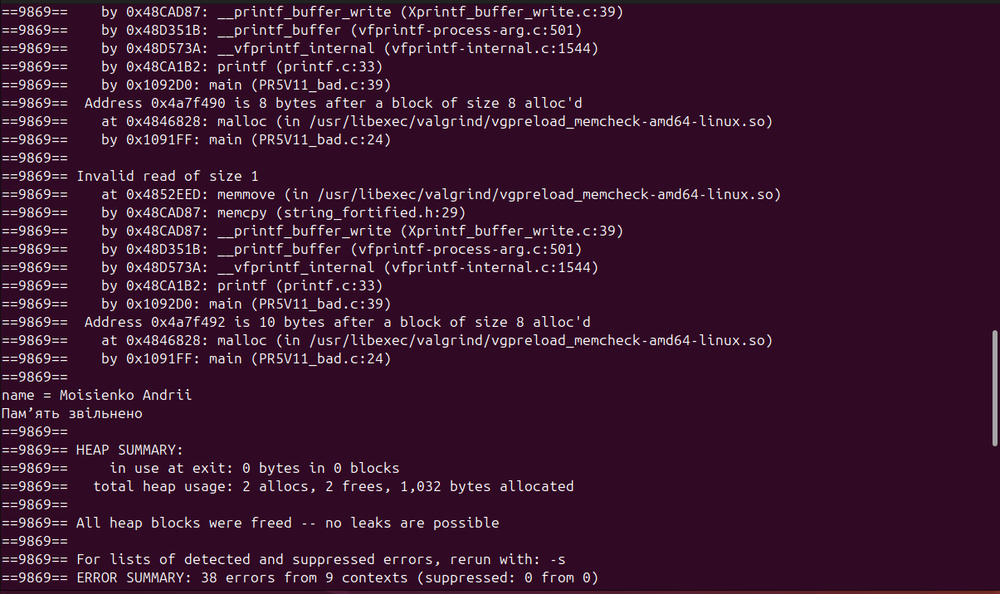 ==9869==    by 0x48CAD87: __printf_buffer_write (Xprintf_buffer_write.c:39)
==9869==    by 0x48D351B: __printf_buffer (vfprintf-process-arg.c:501)
==9869==    by 0x48D573A: __vfprintf_internal (vfprintf-internal.c:1544)
==9869==    by 0x48CA1B2: printf (printf.c:33)
==9869==    by 0x1092D0: main (PR5V11_bad.c:39)
==9869==  Address 0x4a7f490 is 8 bytes after a block of size 8 alloc'd
==9869==    at 0x4846828: malloc (in /usr/libexec/valgrind/vgpreload_memcheck-amd64-linux.so)
==9869==    by 0x1091FF: main (PR5V11_bad.c:24)
==9869==
==9869== Invalid read of size 1
==9869==    at 0x4852EED: memmove (in /usr/libexec/valgrind/vgpreload_memcheck-amd64-linux.so)
==9869==    by 0x48CAD87: memcpy (string_fortified.h:29)
==9869==    by 0x48CAD87: __printf_buffer_write (Xprintf_buffer_write.c:39)
==9869==    by 0x48D351B: __printf_buffer (vfprintf-process-arg.c:501)
==9869==    by 0x48D573A: __vfprintf_internal (vfprintf-internal.c:1544)
==9869==    by 0x48CA1B2: printf (printf.c:33)
==9869==    by 0x1092D0: main (PR5V11_bad.c:39)
==9869==  Address 0x4a7f492 is 10 bytes after a block of size 8 alloc'd
==9869==    at 0x4846828: malloc (in /usr/libexec/valgrind/vgpreload_memcheck-amd64-linux.so)
==9869==    by 0x1091FF: main (PR5V11_bad.c:24)
==9869==
name = Moisienko Andrii
Пам’ять звільнено
==9869==
==9869== HEAP SUMMARY:
==9869==     in use at exit: 0 bytes in 0 blocks
==9869==   total heap usage: 2 allocs, 2 frees, 1,032 bytes allocated
==9869==
==9869== All heap blocks were freed -- no leaks are possible
==9869==
==9869== For lists of detected and suppressed errors, rerun with: -s
==9869== ERROR SUMMARY: 38 errors from 9 contexts (suppressed: 0 from 0)